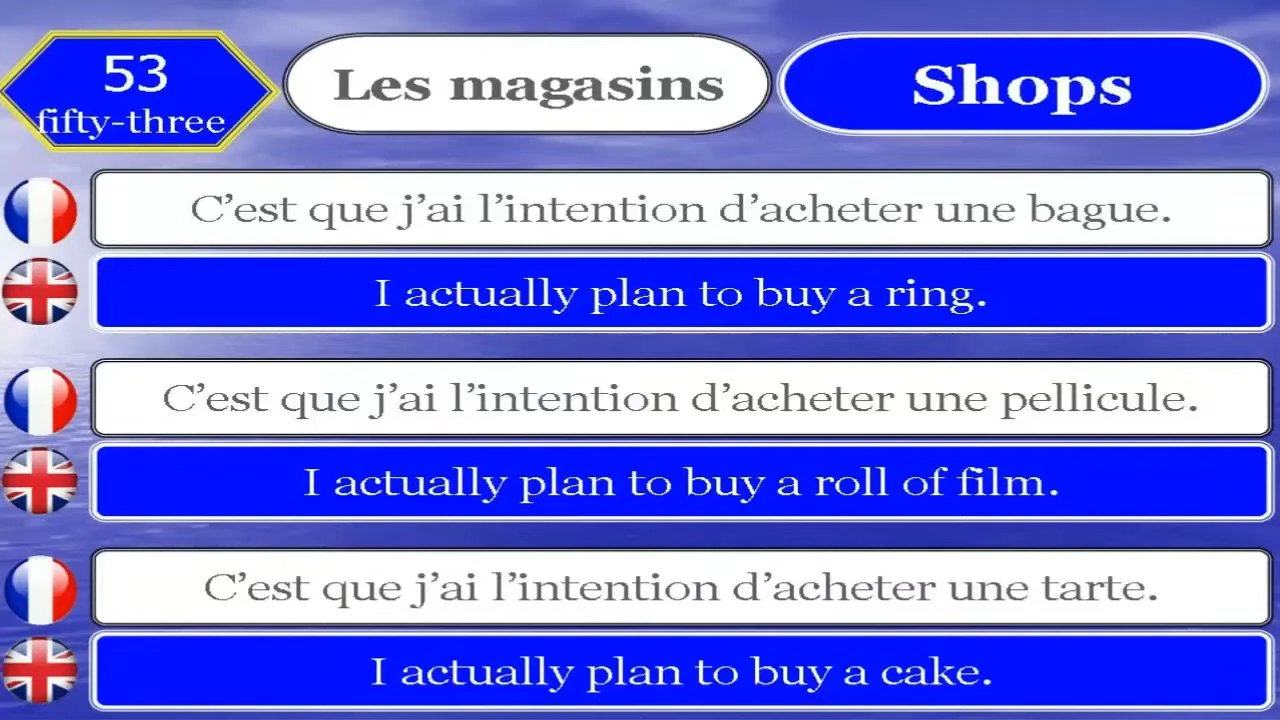 53
fifty-three
Les magasins
Shops
C’est que j’ai l’intention d’acheter une bague.
I actually plan to buy a ring.
C’est que j’ai l’intention d’acheter une pellicule.
I actually plan to buy a roll of film.
C’est que j’ai l’intention d’acheter une tarte.
I actually plan to buy a cake.